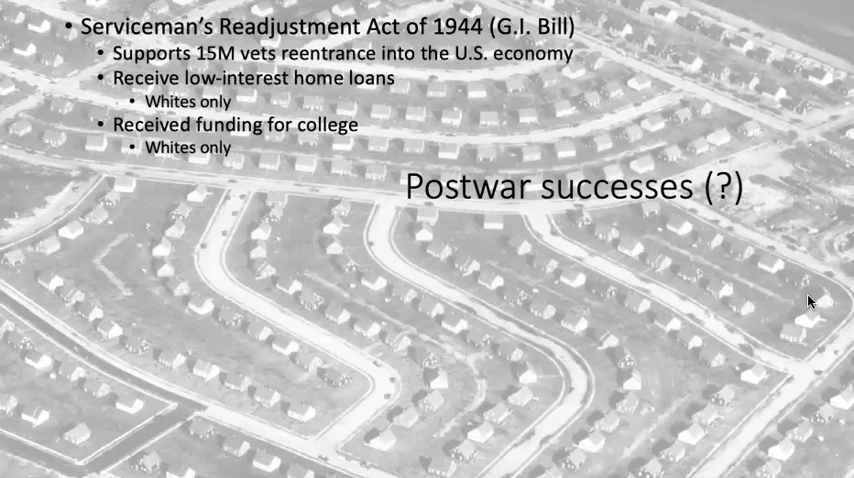 • Serviceman's Readjustment Act of 1944 (G.I. Bill)
• Supports 15M vets reentrance into the U.S. economy
• Receive low-interest home loans
• Whites only
• Received funding for college
• Whites only
Postwar successes (?)